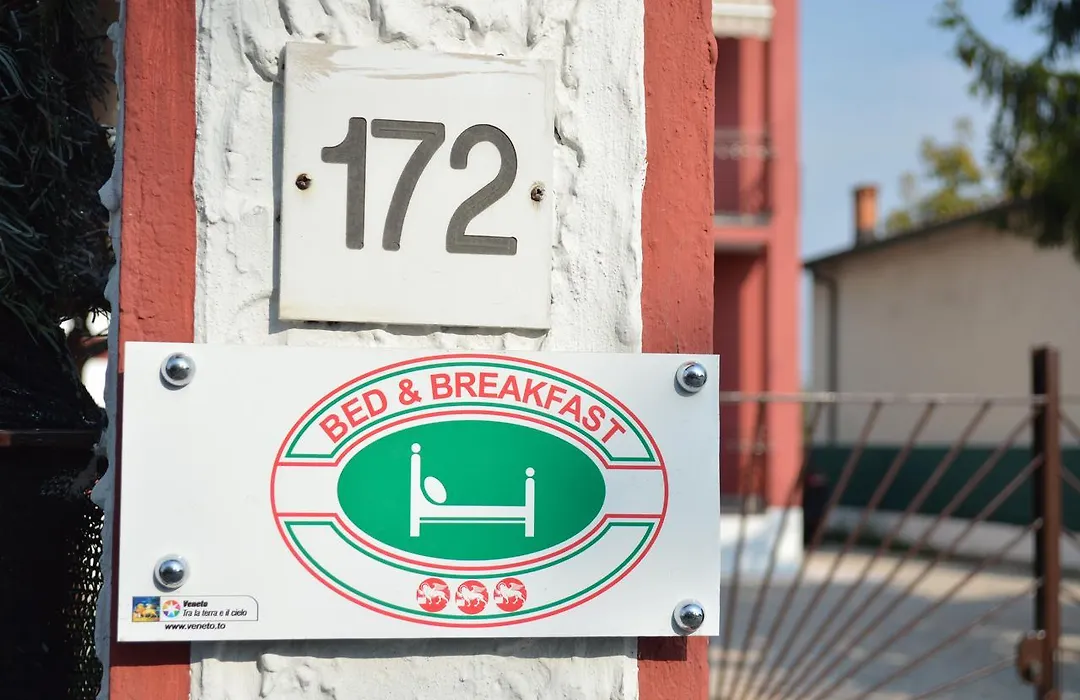 172
BED & BREAKFAST
Veneto
Tra la terra e il cielo
www.veneto.to